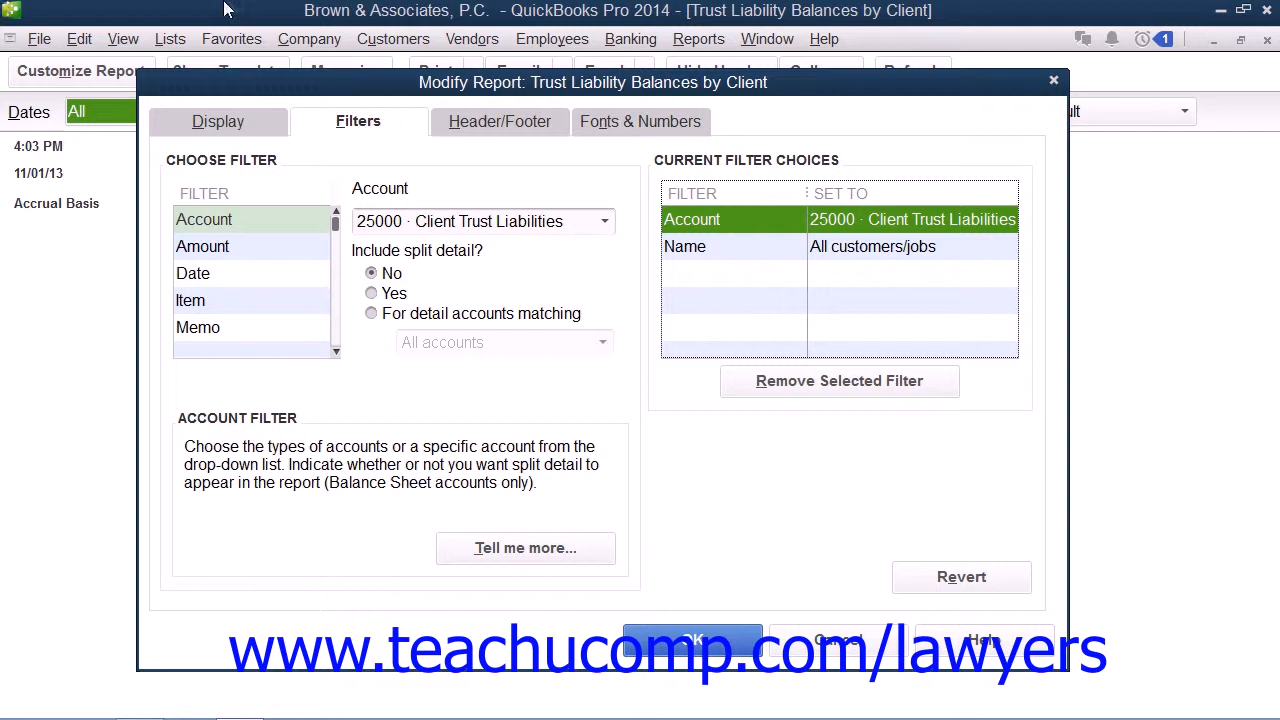 Brown & Associates, P.C. - QuickBooks Pro 2014 - [Trust Liability Balances by Client]
File Edit View Lists Favorites Company Customers Vendors Employees Banking Reports Window Help 1
Customize Report
Modify Report: Trust Liability Balances by Client
Dates All
4:03 PM
11/01/13
Accrual Basis
Display Filters Header/Footer Fonts & Numbers
CHOOSE FILTER
FILTER
Account
Amount
Date
Item
Memo
Account
25000 · Client Trust Liabilities
Include split detail?
No
Yes
For detail accounts matching
All accounts
ACCOUNT FILTER
Choose the types of accounts or a specific account from the
drop-down list. Indicate whether or not you want split detail to
appear in the report (Balance Sheet accounts only).
Tell me more...
CURRENT FILTER CHOICES
FILTER SET TO
Account 25000 · Client Trust Liabilities
Name All customers/jobs
Remove Selected Filter
Revert
OK Cancel Help
www.teachucomp.com/lawyers